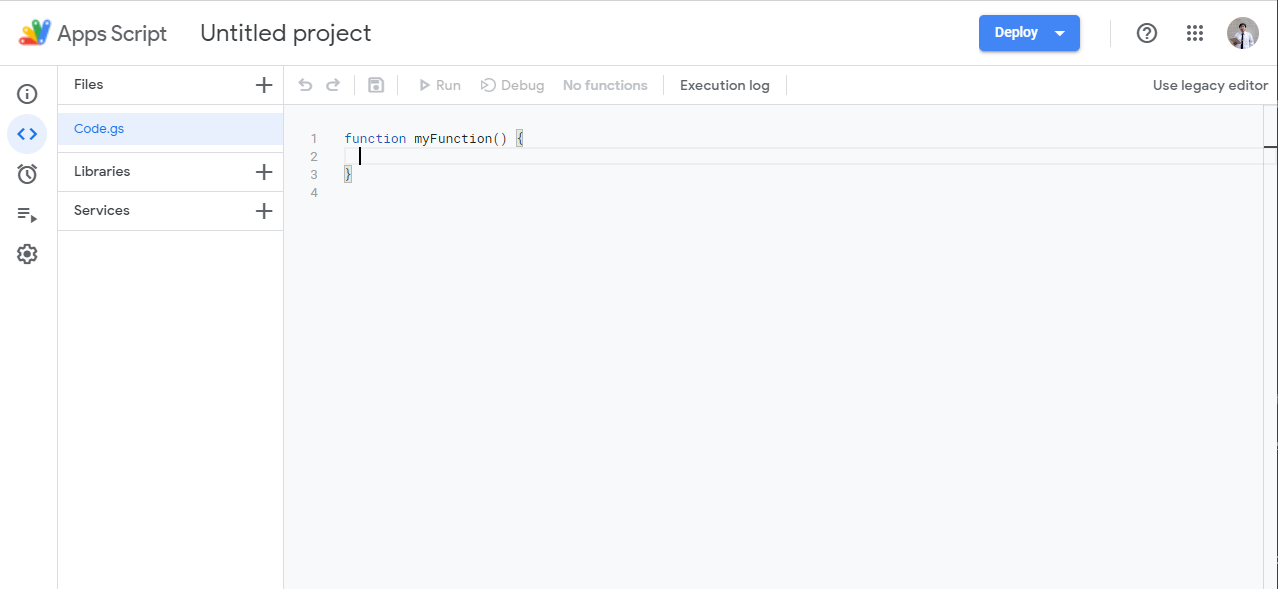 Apps Script
Untitled project
Deploy
Files
Code.gs
Libraries
Services
Run
Debug
No functions
Execution log
Use legacy editor
1 function myFunction() {
2
3 }
4